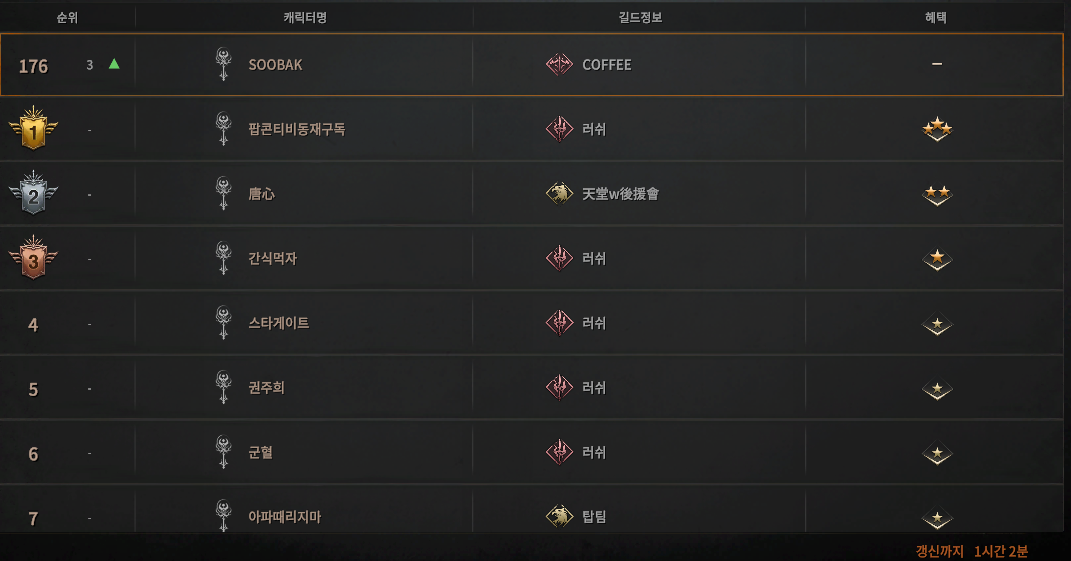 순위 캐릭터명 길드정보 혜택
176 3 ▲ SOOBAK COFFEE –
1 - 팝콘티비동재구독 러쉬
2 - 唐心 天堂w後援會
3 - 간식먹자 러쉬
4 - 스타게이트 러쉬
5 - 권주희 러쉬
6 - 군혈 러쉬
7 - 아파때리지마 탑팀
갱신까지 1시간 2분